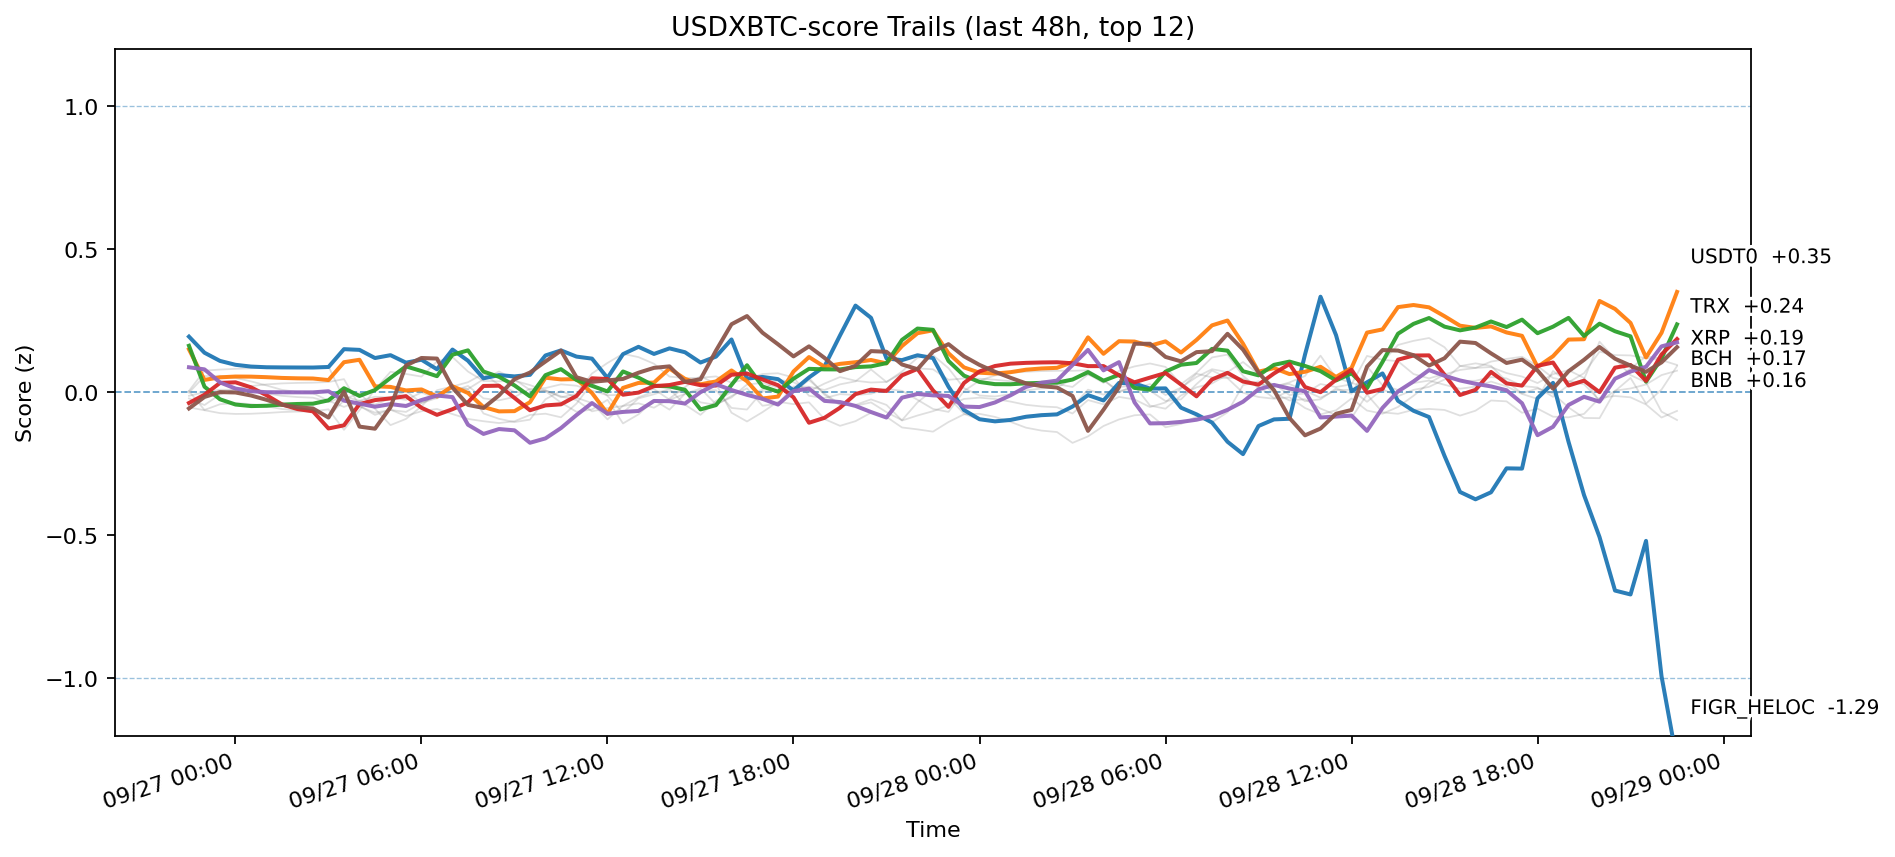 USDXBTC-score Trails (last 48h, top 12)
Score (z)
1.0
0.5
0.0
−0.5
−1.0
USDT0 +0.35
TRX +0.24
XRP +0.19
BCH +0.17
BNB +0.16
FIGR_HELOC -1.29
09/27 00:00
09/27 06:00
09/27 12:00
09/27 18:00
09/28 00:00
09/28 06:00
09/28 12:00
09/28 18:00
09/29 00:00
Time